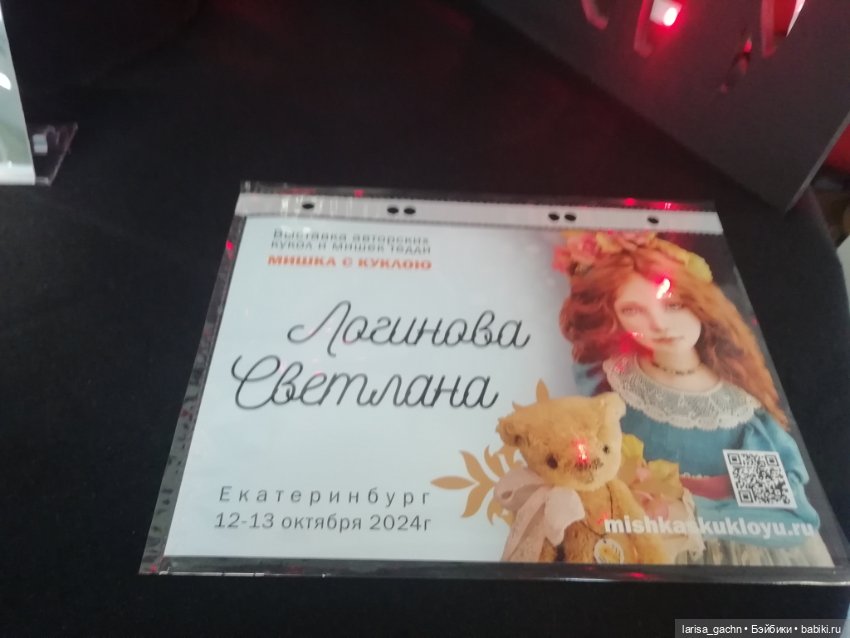 Выставка авторских
кукол и мишек тедди
МИШКА С КУКЛОЮ
Логинова
Светлана
Екатеринбург
12-13 октября 2024г
mishkaskukloyu.ru
larisa_gachn • Бэйбики • babiki.ru